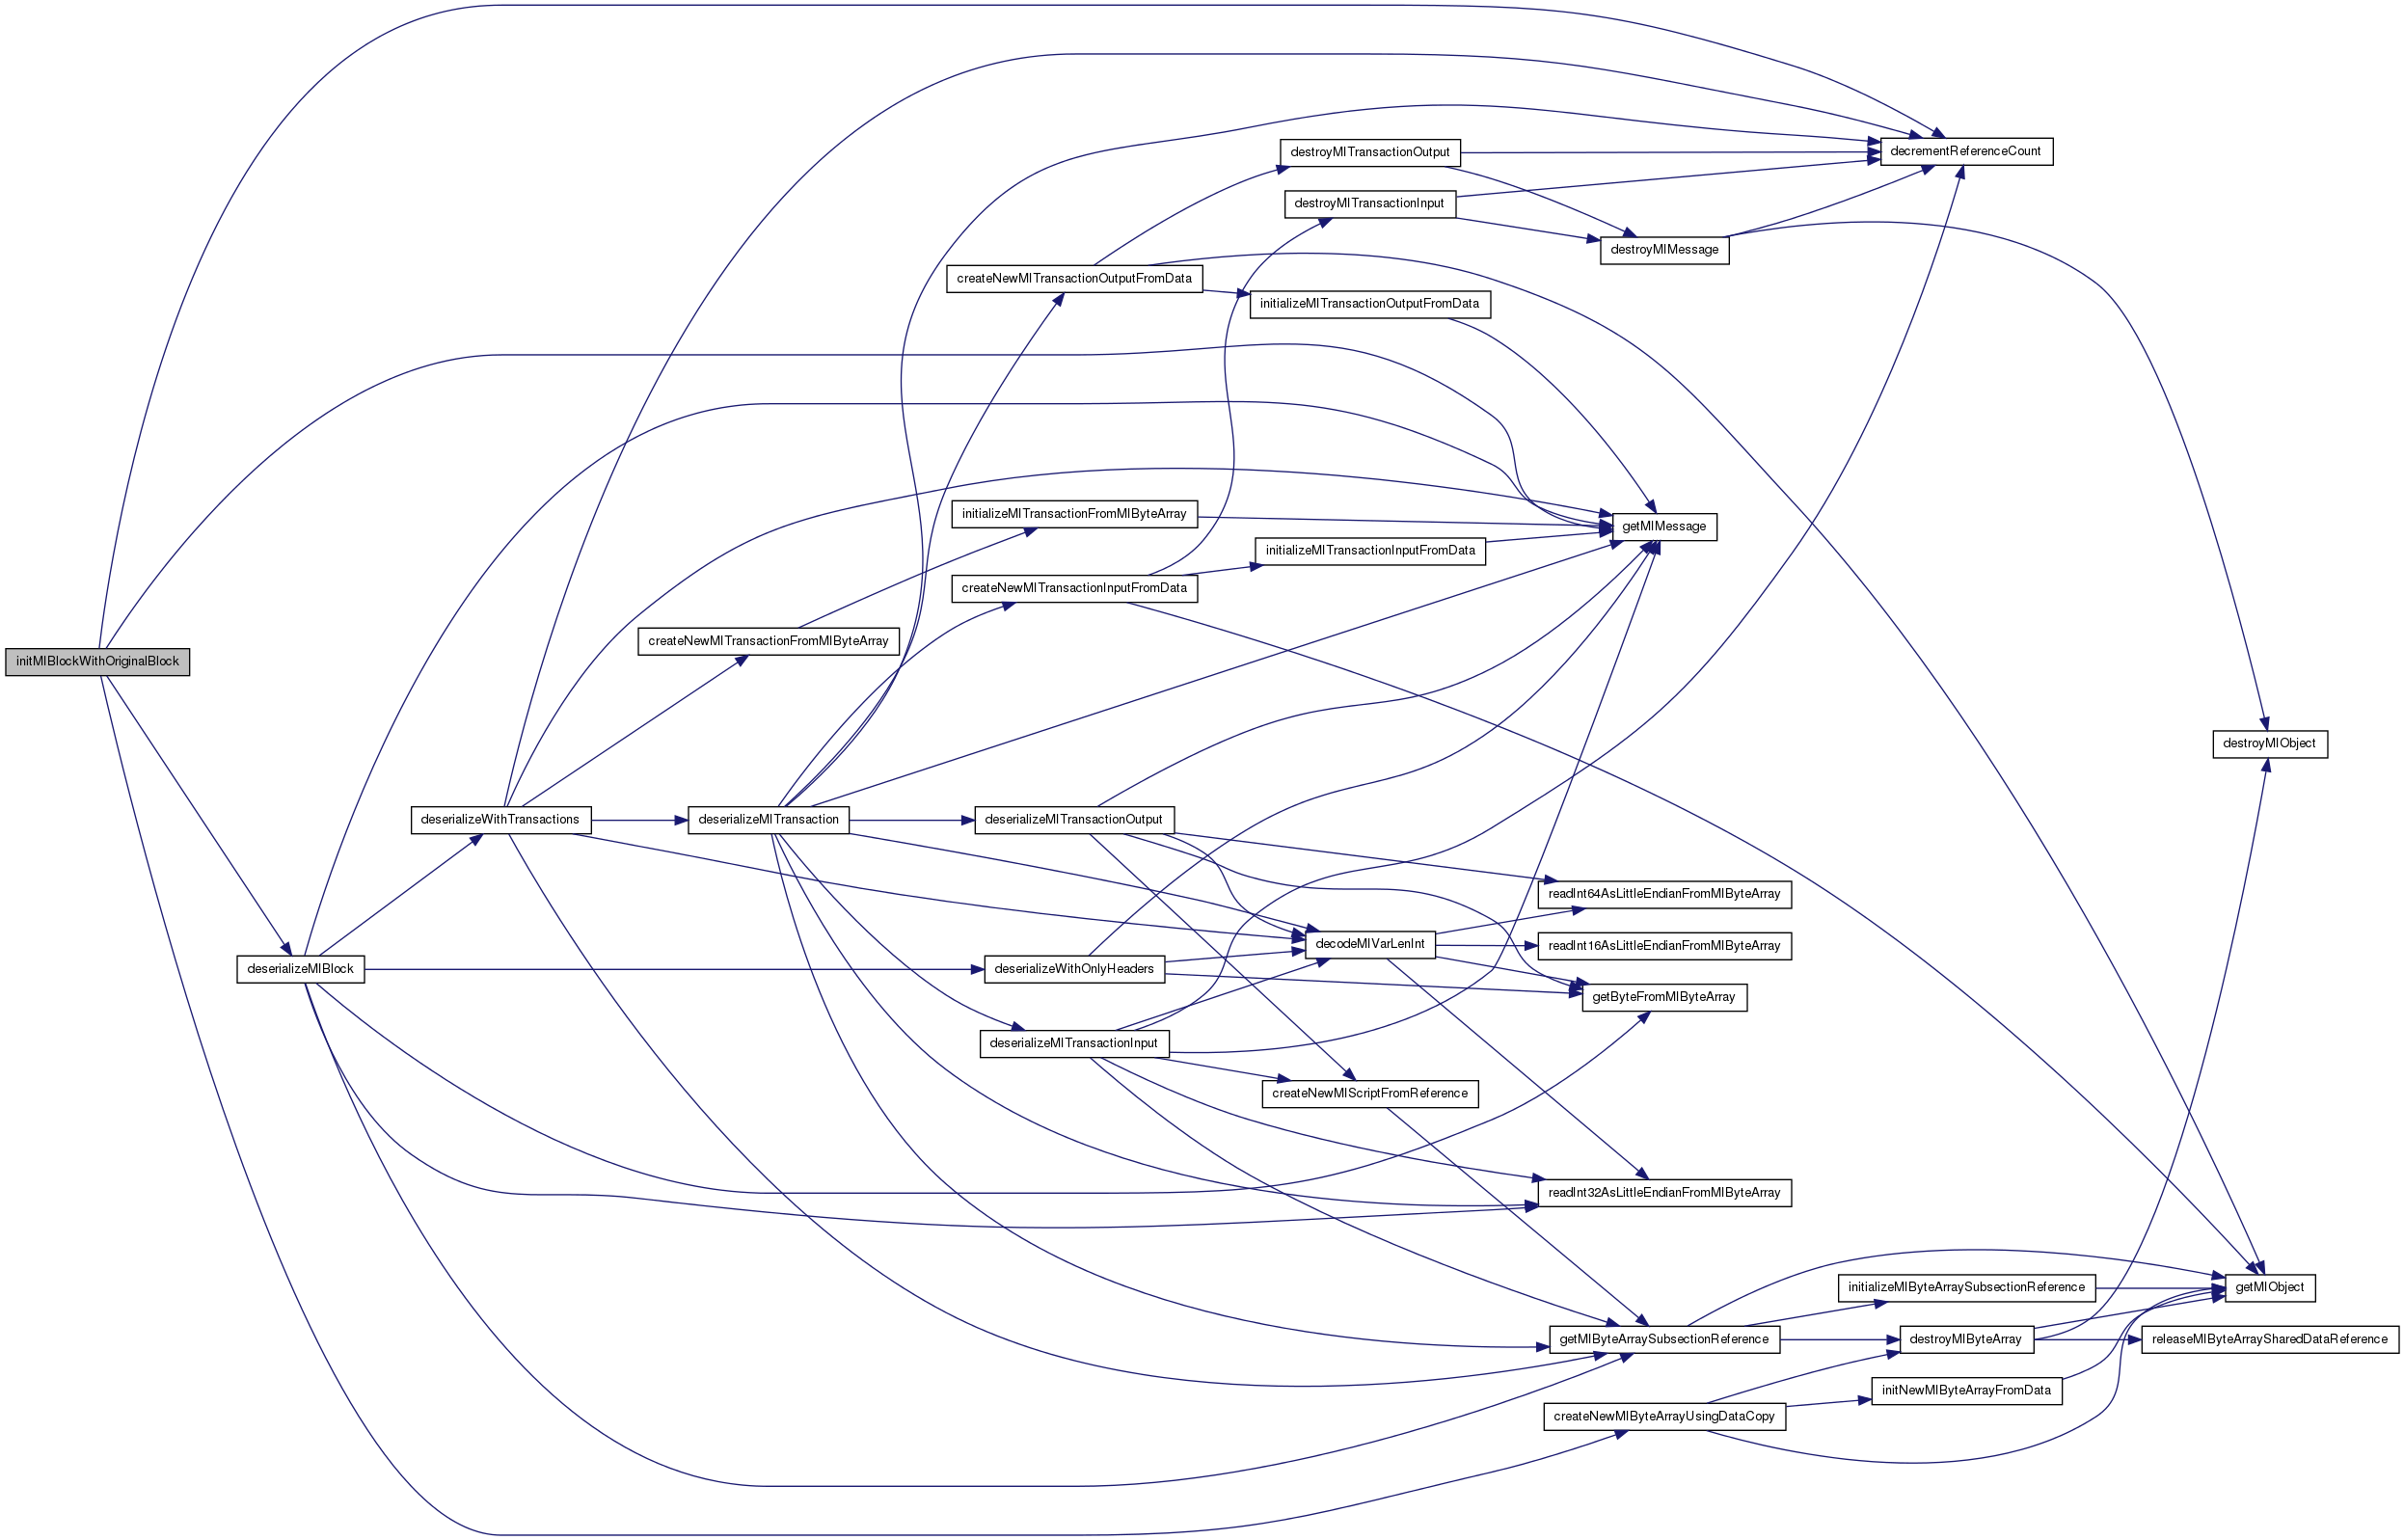 decrementReferenceCount
destroyMITransactionOutput
destroyMITransactionInput
destroyMIMessage
createNewMITransactionOutputFromData
initializeMITransactionOutputFromData
initializeMITransactionFromMIByteArray
getMIMessage
initializeMITransactionInputFromData
createNewMITransactionInputFromData
createNewMITransactionFromMIByteArray
initMIBlockWithOriginalBlock
destroyMIObject
deserializeWithTransactions
deserializeMITransaction
deserializeMITransactionOutput
readInt64AsLittleEndianFromMIByteArray
decodeMIVarLenInt
readInt16AsLittleEndianFromMIByteArray
deserializeMIBlock
deserializeWithOnlyHeaders
getByteFromMIByteArray
deserializeMITransactionInput
createNewMIScriptFromReference
readInt32AsLittleEndianFromMIByteArray
initializeMIByteArraySubsectionReference
getMIObject
getMIByteArraySubsectionReference
destroyMIByteArray
releaseMIByteArraySharedDataReference
initNewMIByteArrayFromData
createNewMIByteArrayUsingDataCopy